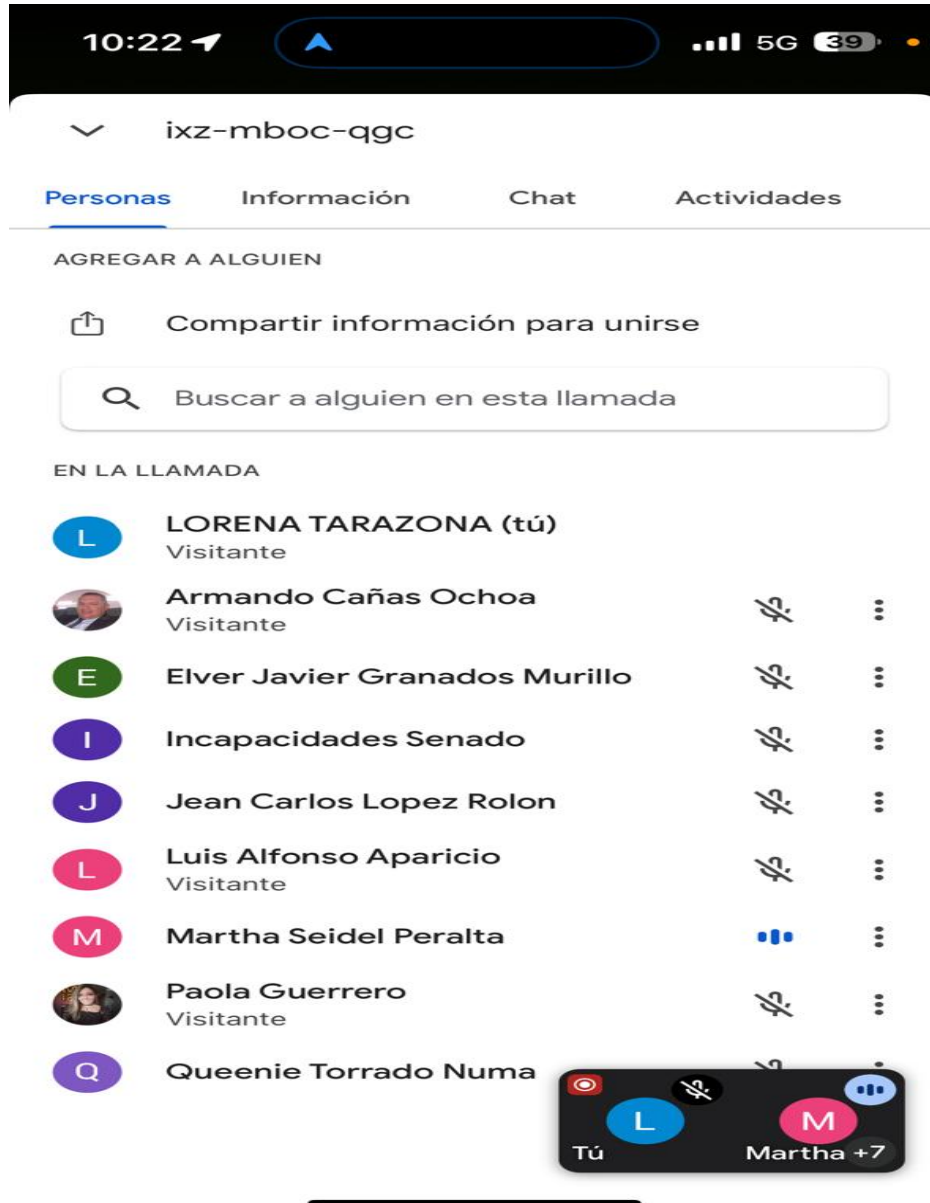 10:22
5G 39
ixz-mboc-qgc
Personas Información Chat Actividades
AGREGAR A ALGUIEN
Compartir información para unirse
Buscar a alguien en esta llamada
EN LA LLAMADA
L LORENA TARAZONA (tú)
Visitante
Armando Cañas Ochoa
Visitante
E Elver Javier Granados Murillo
I Incapacidades Senado
J Jean Carlos Lopez Rolon
L Luis Alfonso Aparicio
Visitante
M Martha Seidel Peralta
Paola Guerrero
Visitante
Q Queenie Torrado Numa
L M
Tú Martha +7